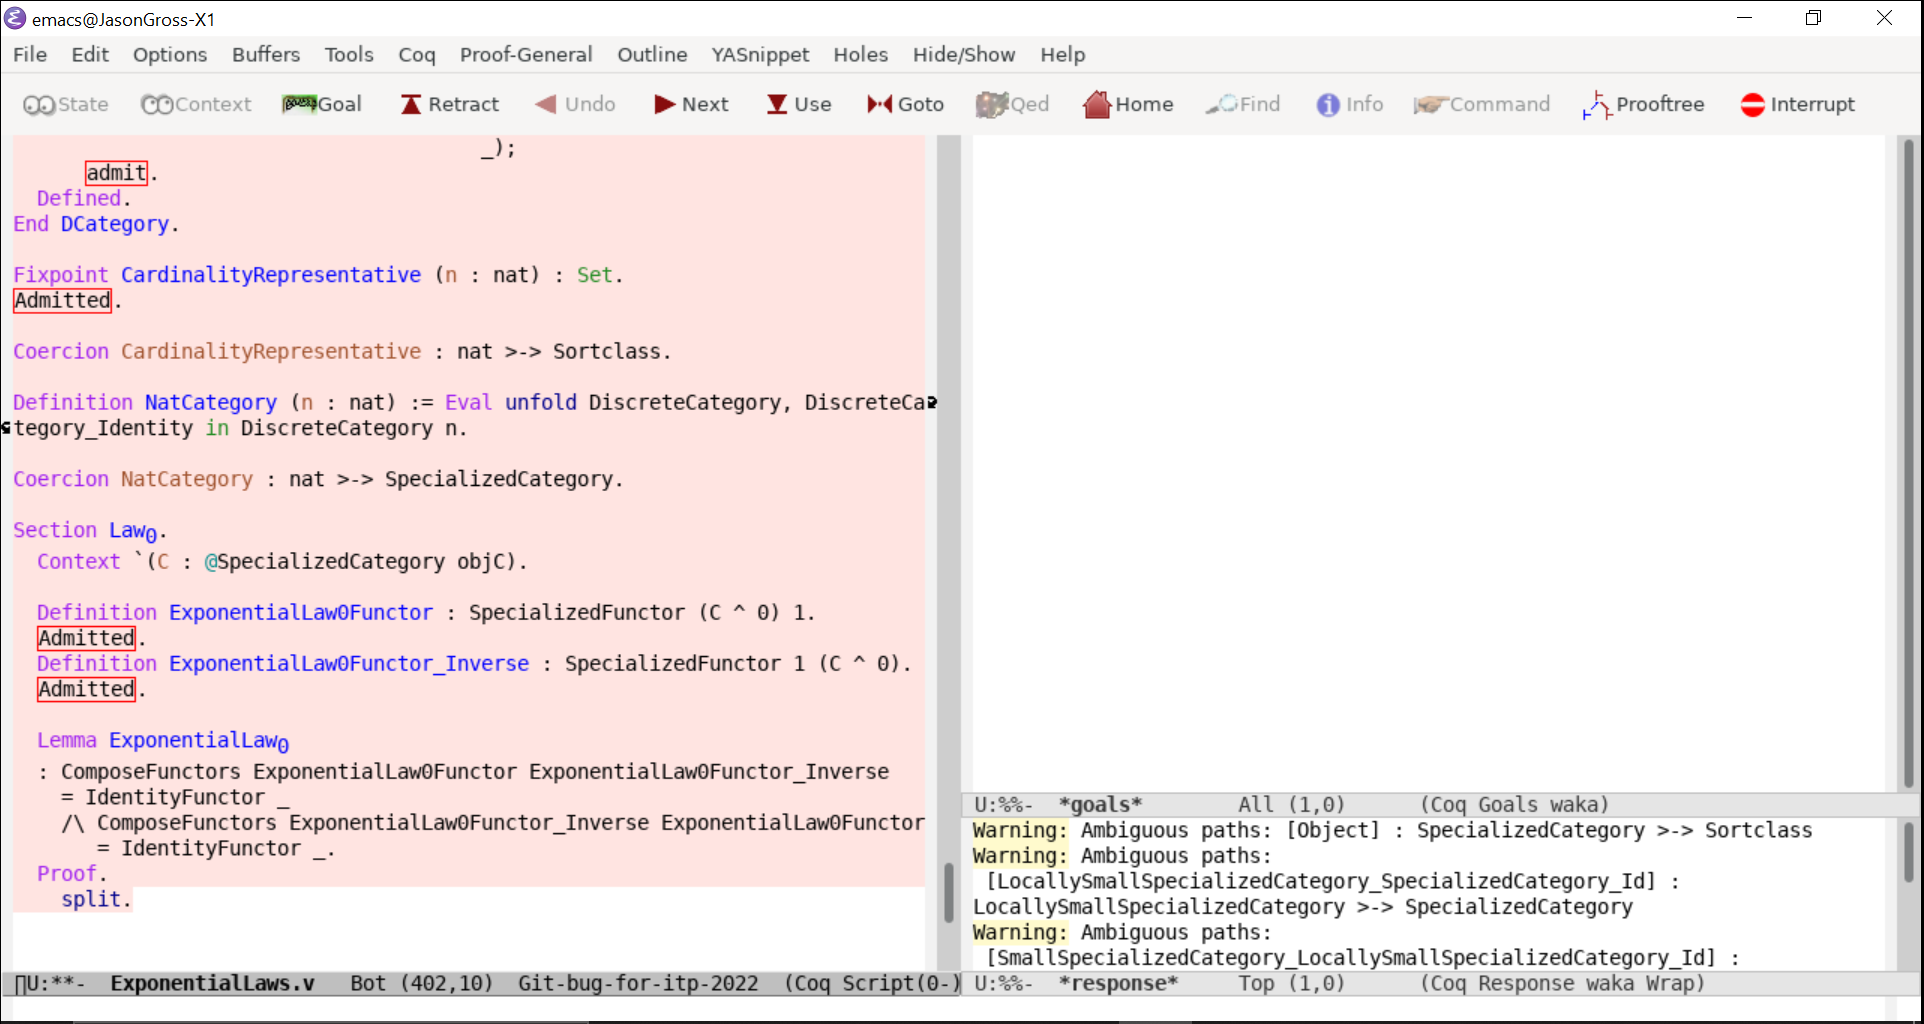 emacs@JasonGross-X1
File Edit Options Buffers Tools Coq Proof-General Outline YASnippet Holes Hide/Show Help
State Context Goal Retract Undo Next Use Goto Qed Home Find Info Command Prooftree Interrupt
_);
admit.
Defined.
End DCategory.
Fixpoint CardinalityRepresentative (n : nat) : Set.
Admitted.
Coercion CardinalityRepresentative : nat >-> Sortclass.
Definition NatCategory (n : nat) := Eval unfold DiscreteCategory, DiscreteCa
tegory_Identity in DiscreteCategory n.
Coercion NatCategory : nat >-> SpecializedCategory.
Section Law0.
Context `(C : @SpecializedCategory objC).
Definition ExponentialLaw0Functor : SpecializedFunctor (C ^ 0) 1.
Admitted.
Definition ExponentialLaw0Functor_Inverse : SpecializedFunctor 1 (C ^ 0).
Admitted.
Lemma ExponentialLaw0
: ComposeFunctors ExponentialLaw0Functor ExponentialLaw0Functor_Inverse
= IdentityFunctor _
/\ ComposeFunctors ExponentialLaw0Functor_Inverse ExponentialLaw0Functor
= IdentityFunctor _.
Proof.
split.
U:**- ExponentialLaws.v Bot (402,10) Git-bug-for-itp-2022 (Coq Script(0-)
U:%%- *goals* All (1,0) (Coq Goals waka)
Warning: Ambiguous paths: [Object] : SpecializedCategory >-> Sortclass
Warning: Ambiguous paths:
[LocallySmallSpecializedCategory_SpecializedCategory_Id] :
LocallySmallSpecializedCategory >-> SpecializedCategory
Warning: Ambiguous paths:
[SmallSpecializedCategory_LocallySmallSpecializedCategory_Id] :
U:%%- *response* Top (1,0) (Coq Response waka Wrap)